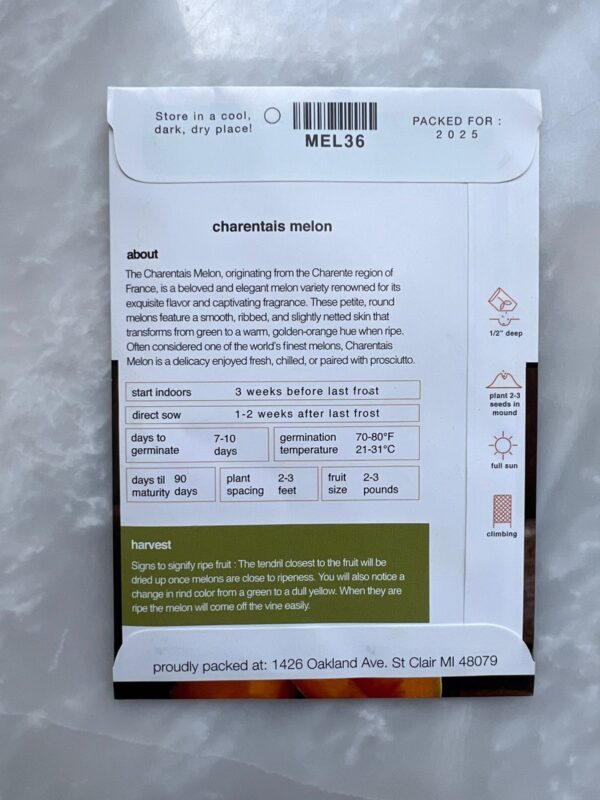 Store in a cool,
dark, dry place!
MEL36
PACKED FOR :
2025
charentais melon
about
The Charentais Melon, originating from the Charente region of
France, is a beloved and elegant melon variety renowned for its
exquisite flavor and captivating fragrance. These petite, round
melons feature a smooth, ribbed, and slightly netted skin that
transforms from green to a warm, golden-orange hue when ripe.
Often considered one of the world's finest melons, Charentais
Melon is a delicacy enjoyed fresh, chilled, or paired with prosciutto.
start indoors 3 weeks before last frost
direct sow 1-2 weeks after last frost
days to
germinate
7-10
days
germination
temperature
70-80°F
21-31°C
days til
maturity
90
days
plant
spacing
2-3
feet
fruit
size
2-3
pounds
1/2" deep
plant 2-3
seeds in
mound
full sun
climbing
harvest
Signs to signify ripe fruit : The tendril closest to the fruit will be
dried up once melons are close to ripeness. You will also notice a
change in rind color from a green to a dull yellow. When they are
ripe the melon will come off the vine easily.
proudly packed at: 1426 Oakland Ave. St Clair MI 48079